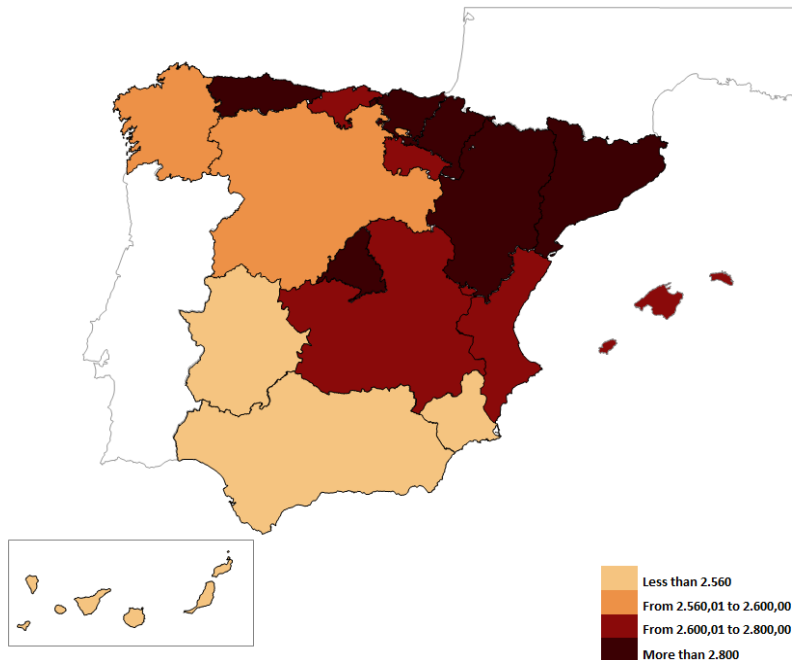 Less than 2.560
From 2.560,01 to 2.600,00
From 2.600,01 to 2.800,00
More than 2.800